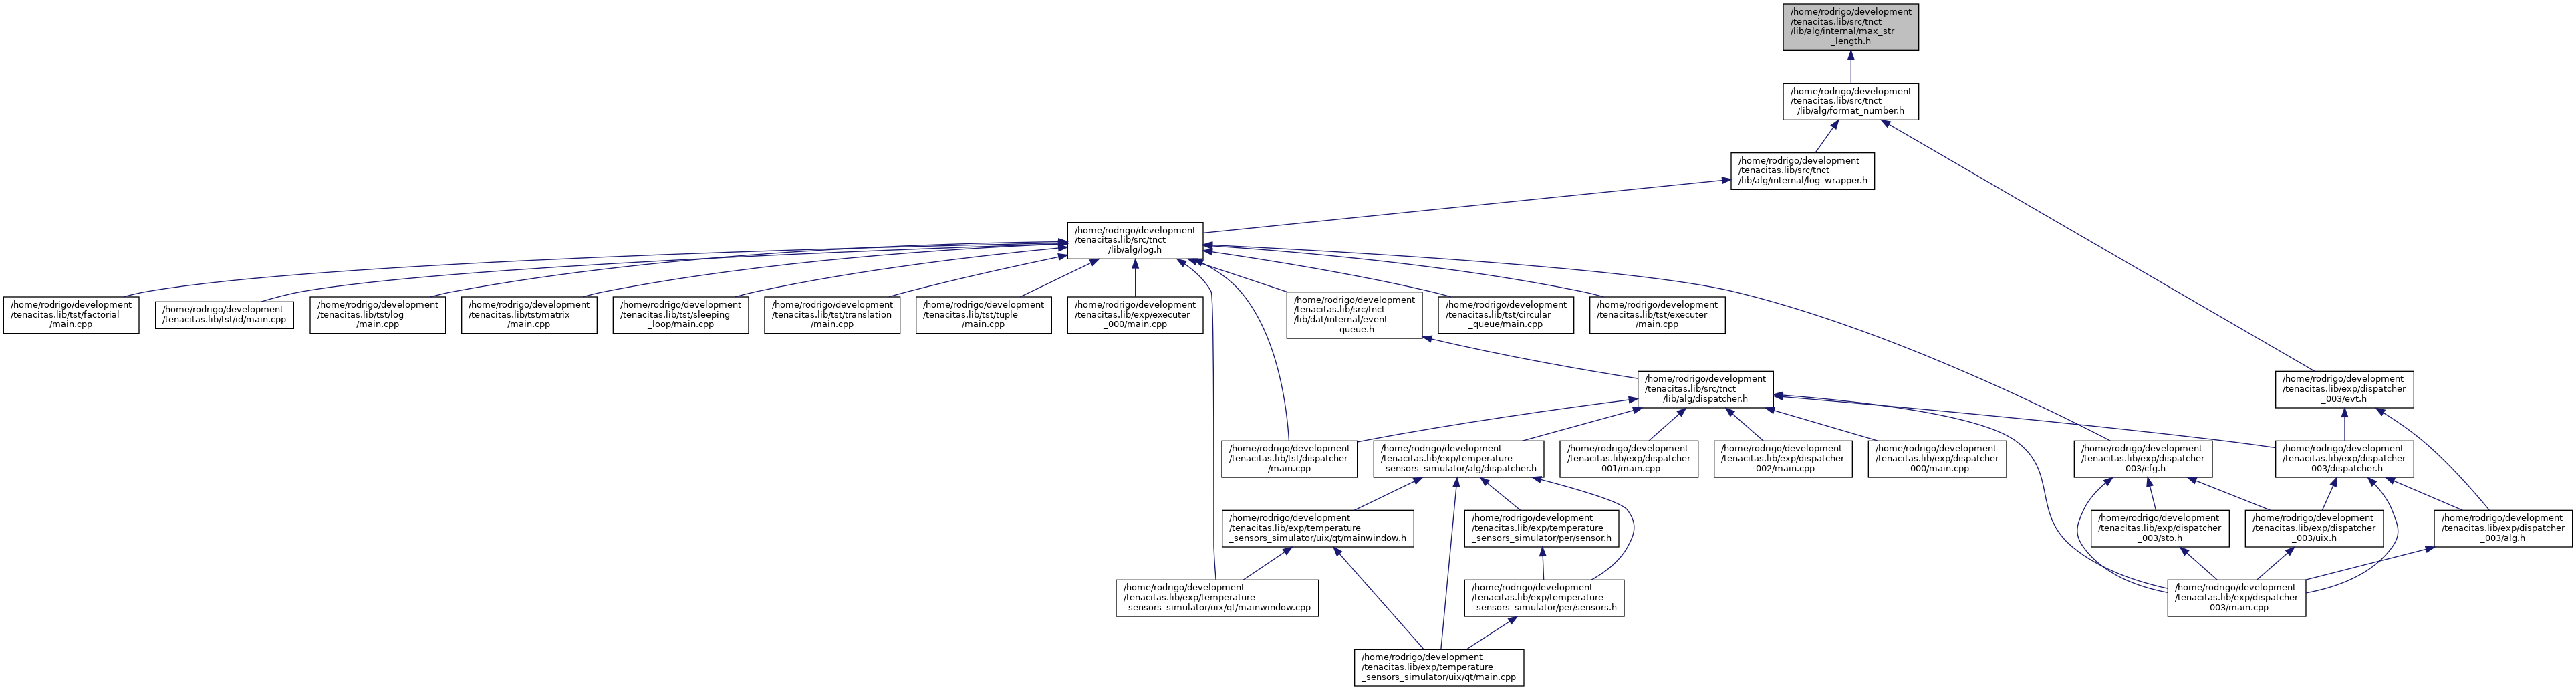 /home/rodrigo/development
/tenacitas.lib/src/tnct
/lib/alg/internal/max_str
_length.h
/home/rodrigo/development
/tenacitas.lib/src/tnct
/lib/alg/format_number.h
/home/rodrigo/development
/tenacitas.lib/src/tnct
/lib/alg/internal/log_wrapper.h
/home/rodrigo/development
/tenacitas.lib/src/tnct
/lib/alg/log.h
/home/rodrigo/development
/tenacitas.lib/tst/factorial
/main.cpp
/home/rodrigo/development
/tenacitas.lib/tst/id/main.cpp
/home/rodrigo/development
/tenacitas.lib/tst/log
/main.cpp
/home/rodrigo/development
/tenacitas.lib/tst/matrix
/main.cpp
/home/rodrigo/development
/tenacitas.lib/tst/sleeping
_loop/main.cpp
/home/rodrigo/development
/tenacitas.lib/tst/translation
/main.cpp
/home/rodrigo/development
/tenacitas.lib/tst/tuple
/main.cpp
/home/rodrigo/development
/tenacitas.lib/exp/executer
_000/main.cpp
/home/rodrigo/development
/tenacitas.lib/src/tnct
/lib/dat/internal/event
_queue.h
/home/rodrigo/development
/tenacitas.lib/tst/circular
_queue/main.cpp
/home/rodrigo/development
/tenacitas.lib/tst/executer
/main.cpp
/home/rodrigo/development
/tenacitas.lib/src/tnct
/lib/alg/dispatcher.h
/home/rodrigo/development
/tenacitas.lib/exp/dispatcher
_003/evt.h
/home/rodrigo/development
/tenacitas.lib/tst/dispatcher
/main.cpp
/home/rodrigo/development
/tenacitas.lib/exp/temperature
_sensors_simulator/alg/dispatcher.h
/home/rodrigo/development
/tenacitas.lib/exp/dispatcher
_001/main.cpp
/home/rodrigo/development
/tenacitas.lib/exp/dispatcher
_002/main.cpp
/home/rodrigo/development
/tenacitas.lib/exp/dispatcher
_000/main.cpp
/home/rodrigo/development
/tenacitas.lib/exp/dispatcher
_003/cfg.h
/home/rodrigo/development
/tenacitas.lib/exp/dispatcher
_003/dispatcher.h
/home/rodrigo/development
/tenacitas.lib/exp/temperature
_sensors_simulator/uix/qt/mainwindow.h
/home/rodrigo/development
/tenacitas.lib/exp/temperature
_sensors_simulator/per/sensor.h
/home/rodrigo/development
/tenacitas.lib/exp/dispatcher
_003/sto.h
/home/rodrigo/development
/tenacitas.lib/exp/dispatcher
_003/uix.h
/home/rodrigo/development
/tenacitas.lib/exp/dispatcher
_003/alg.h
/home/rodrigo/development
/tenacitas.lib/exp/temperature
_sensors_simulator/uix/qt/mainwindow.cpp
/home/rodrigo/development
/tenacitas.lib/exp/temperature
_sensors_simulator/per/sensors.h
/home/rodrigo/development
/tenacitas.lib/exp/dispatcher
_003/main.cpp
/home/rodrigo/development
/tenacitas.lib/exp/temperature
_sensors_simulator/uix/qt/main.cpp